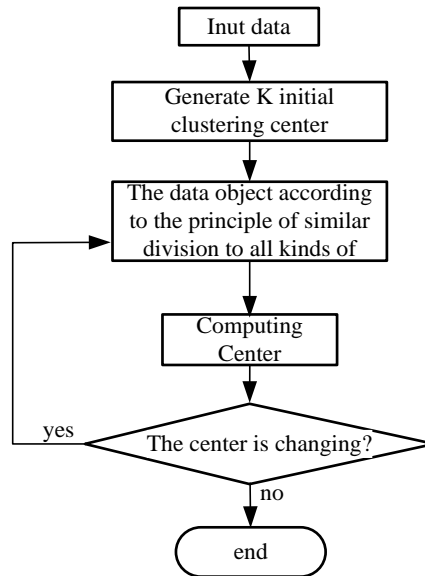 Inut data
Generate K initial
clustering center
The data object according
to the principle of similar
division to all kinds of
Computing
Center
yes
The center is changing?
no
end